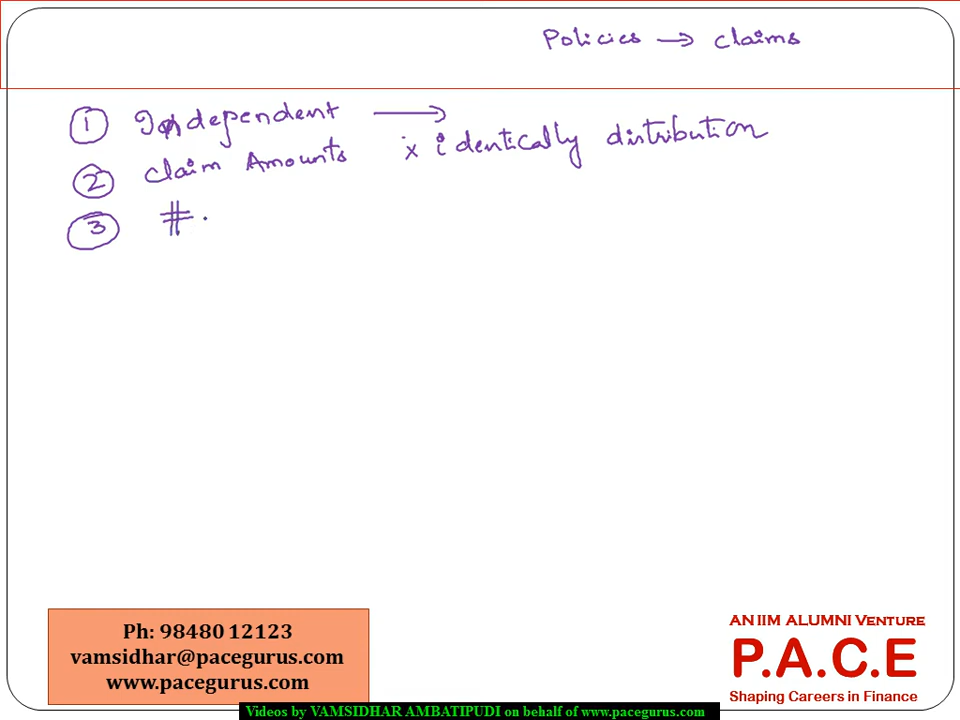 Policies → claims
① Independent →
② Claim Amounts × identically distribution
③ # .
Ph: 98480 12123
vamsidhar@pacegurus.com
www.pacegurus.com
AN IIM ALUMNI VENTURE
P.A.C.E
Shaping Careers in Finance
Videos by VAMSIDHAR AMBATIPUDI on behalf of www.pacegurus.com